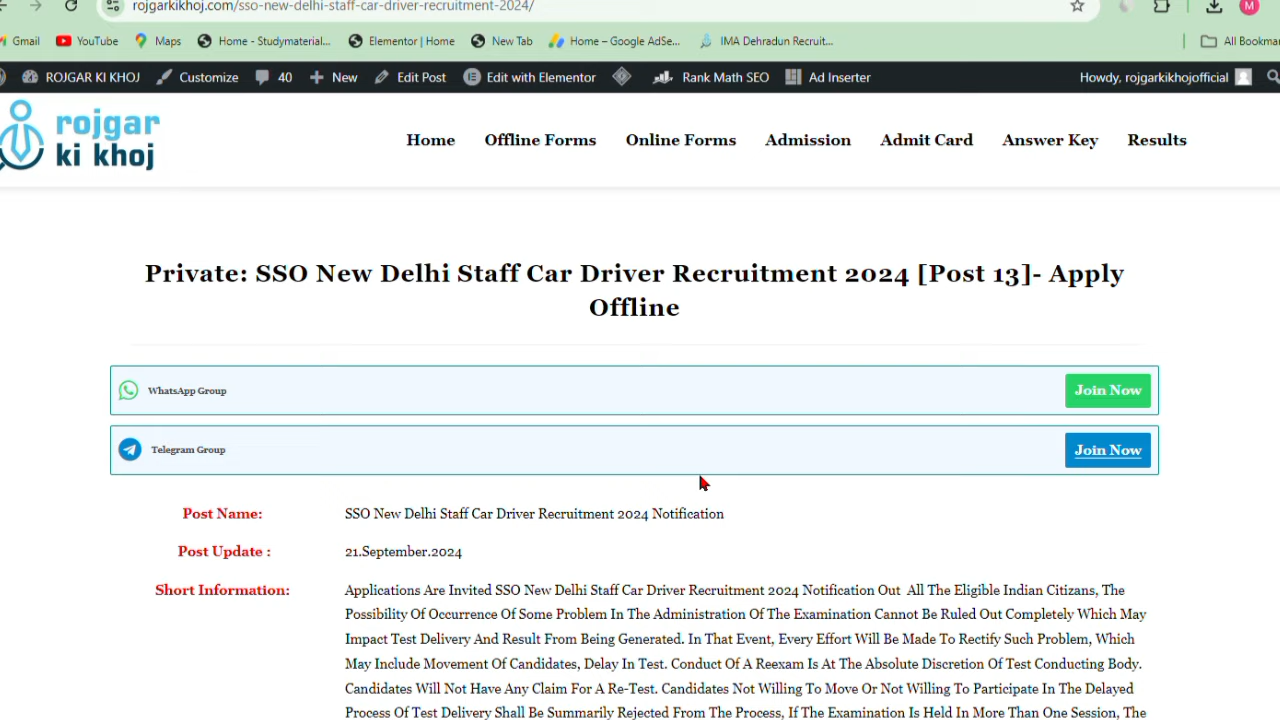 rojgarkikhoj.com/sso-new-delhi-staff-car-driver-recruitment-2024/
M
Gmail YouTube Maps Home - Studymaterial... Elementor | Home New Tab Home – Google AdSe... IMA Dehradun Recruit... All Bookmar
ROJGAR KI KHOJ Customize 40 New Edit Post Edit with Elementor Rank Math SEO Ad Inserter Howdy, rojgarkikhojofficial
rojgar
ki khoj
Home Offline Forms Online Forms Admission Admit Card Answer Key Results
Private: SSO New Delhi Staff Car Driver Recruitment 2024 [Post 13]- Apply
Offline
WhatsApp Group Join Now
Telegram Group Join Now
Post Name: SSO New Delhi Staff Car Driver Recruitment 2024 Notification
Post Update : 21.September.2024
Short Information: Applications Are Invited SSO New Delhi Staff Car Driver Recruitment 2024 Notification Out All The Eligible Indian Citizans, The
Possibility Of Occurrence Of Some Problem In The Administration Of The Examination Cannot Be Ruled Out Completely Which May
Impact Test Delivery And Result From Being Generated. In That Event, Every Effort Will Be Made To Rectify Such Problem, Which
May Include Movement Of Candidates, Delay In Test. Conduct Of A Reexam Is At The Absolute Discretion Of Test Conducting Body.
Candidates Will Not Have Any Claim For A Re-Test. Candidates Not Willing To Move Or Not Willing To Participate In The Delayed
Process Of Test Delivery Shall Be Summarily Rejected From The Process, If The Examination Is Held In More Than One Session, The